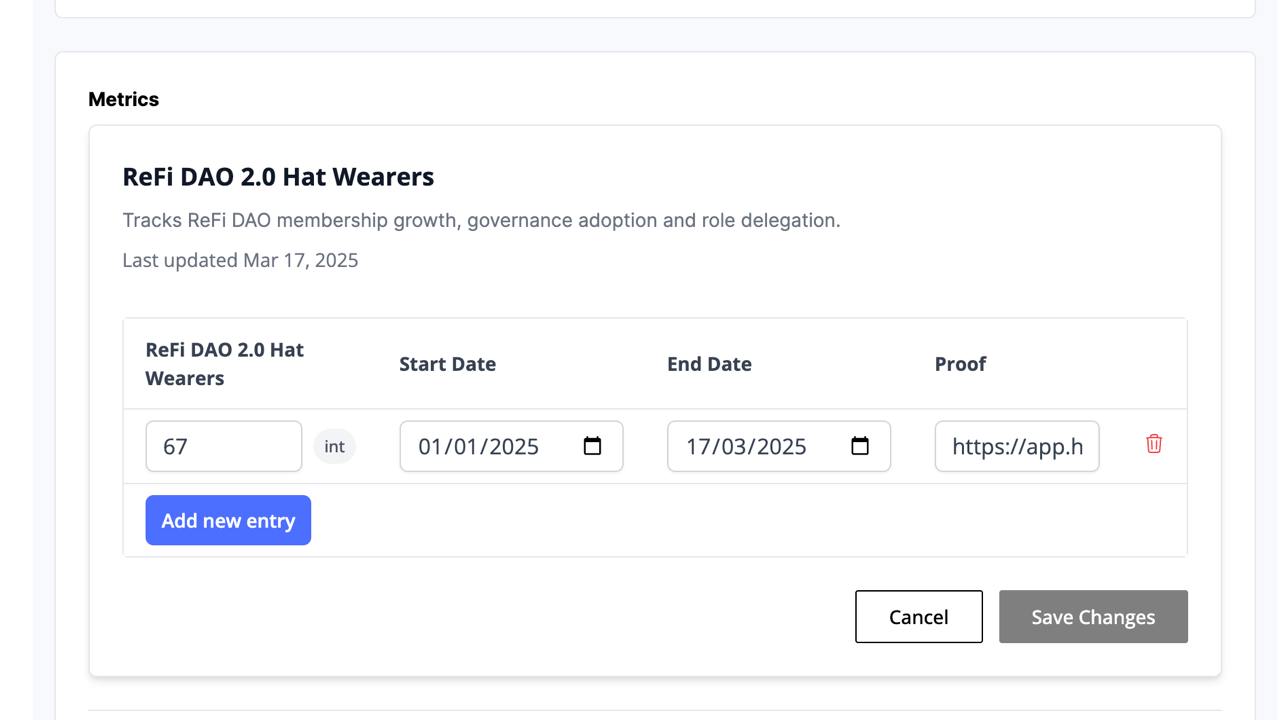 Metrics
ReFi DAO 2.0 Hat Wearers
Tracks ReFi DAO membership growth, governance adoption and role delegation.
Last updated Mar 17, 2025
ReFi DAO 2.0 Hat
Wearers
Start Date
End Date
Proof
67
int
01/01/2025
17/03/2025
https://app.h
Add new entry
Cancel
Save Changes